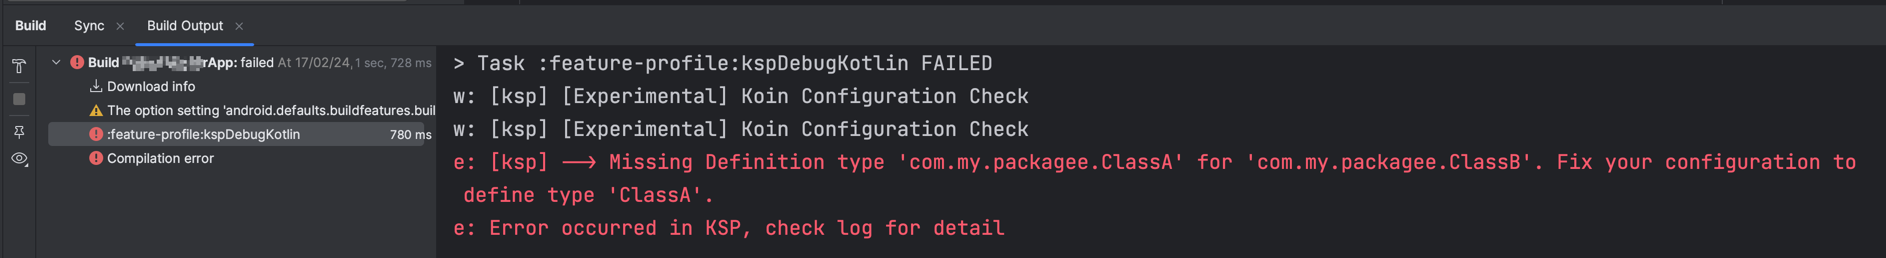 Build Sync × Build Output ×
Build rApp: failed At 17/02/24, 1 sec, 728 ms
Download info
The option setting 'android.defaults.buildfeatures.buil
:feature-profile:kspDebugKotlin 780 ms
Compilation error
> Task :feature-profile:kspDebugKotlin FAILED
w: [ksp] [Experimental] Koin Configuration Check
w: [ksp] [Experimental] Koin Configuration Check
e: [ksp] --> Missing Definition type 'com.my.packagee.ClassA' for 'com.my.packagee.ClassB'. Fix your configuration to
define type 'ClassA'.
e: Error occurred in KSP, check log for detail